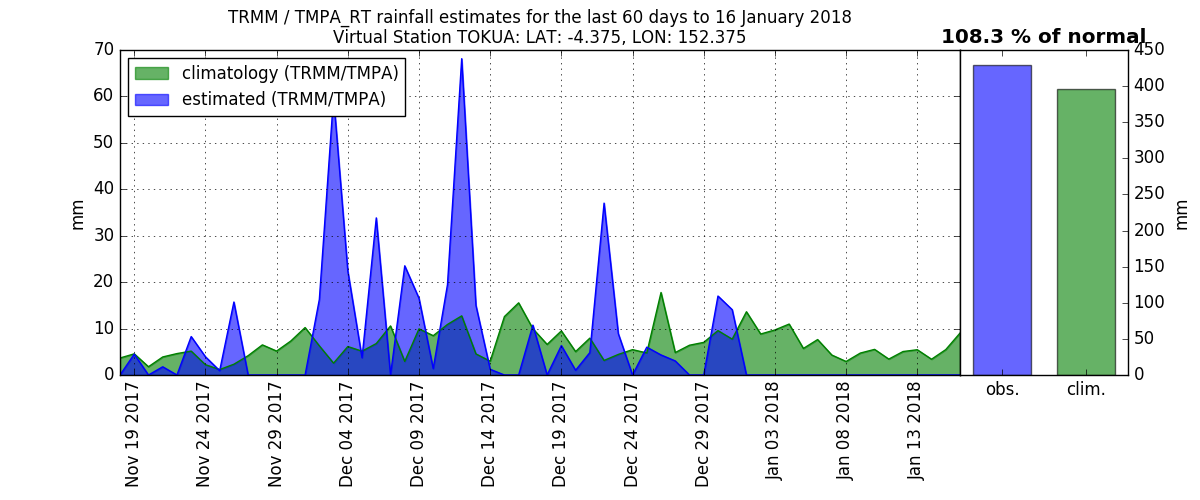 TRMM / TMPA_RT rainfall estimates for the last 60 days to 16 January 2018
Virtual Station TOKUA: LAT: -4.375, LON: 152.375
108.3 % of normal
climatology (TRMM/TMPA)
estimated (TRMM/TMPA)
70
60
50
40
30
20
10
0
mm
Nov 19 2017
Nov 24 2017
Nov 29 2017
Dec 04 2017
Dec 09 2017
Dec 14 2017
Dec 19 2017
Dec 24 2017
Dec 29 2017
Jan 03 2018
Jan 08 2018
Jan 13 2018
obs.
clim.
450
400
350
300
250
200
150
100
50
0
mm